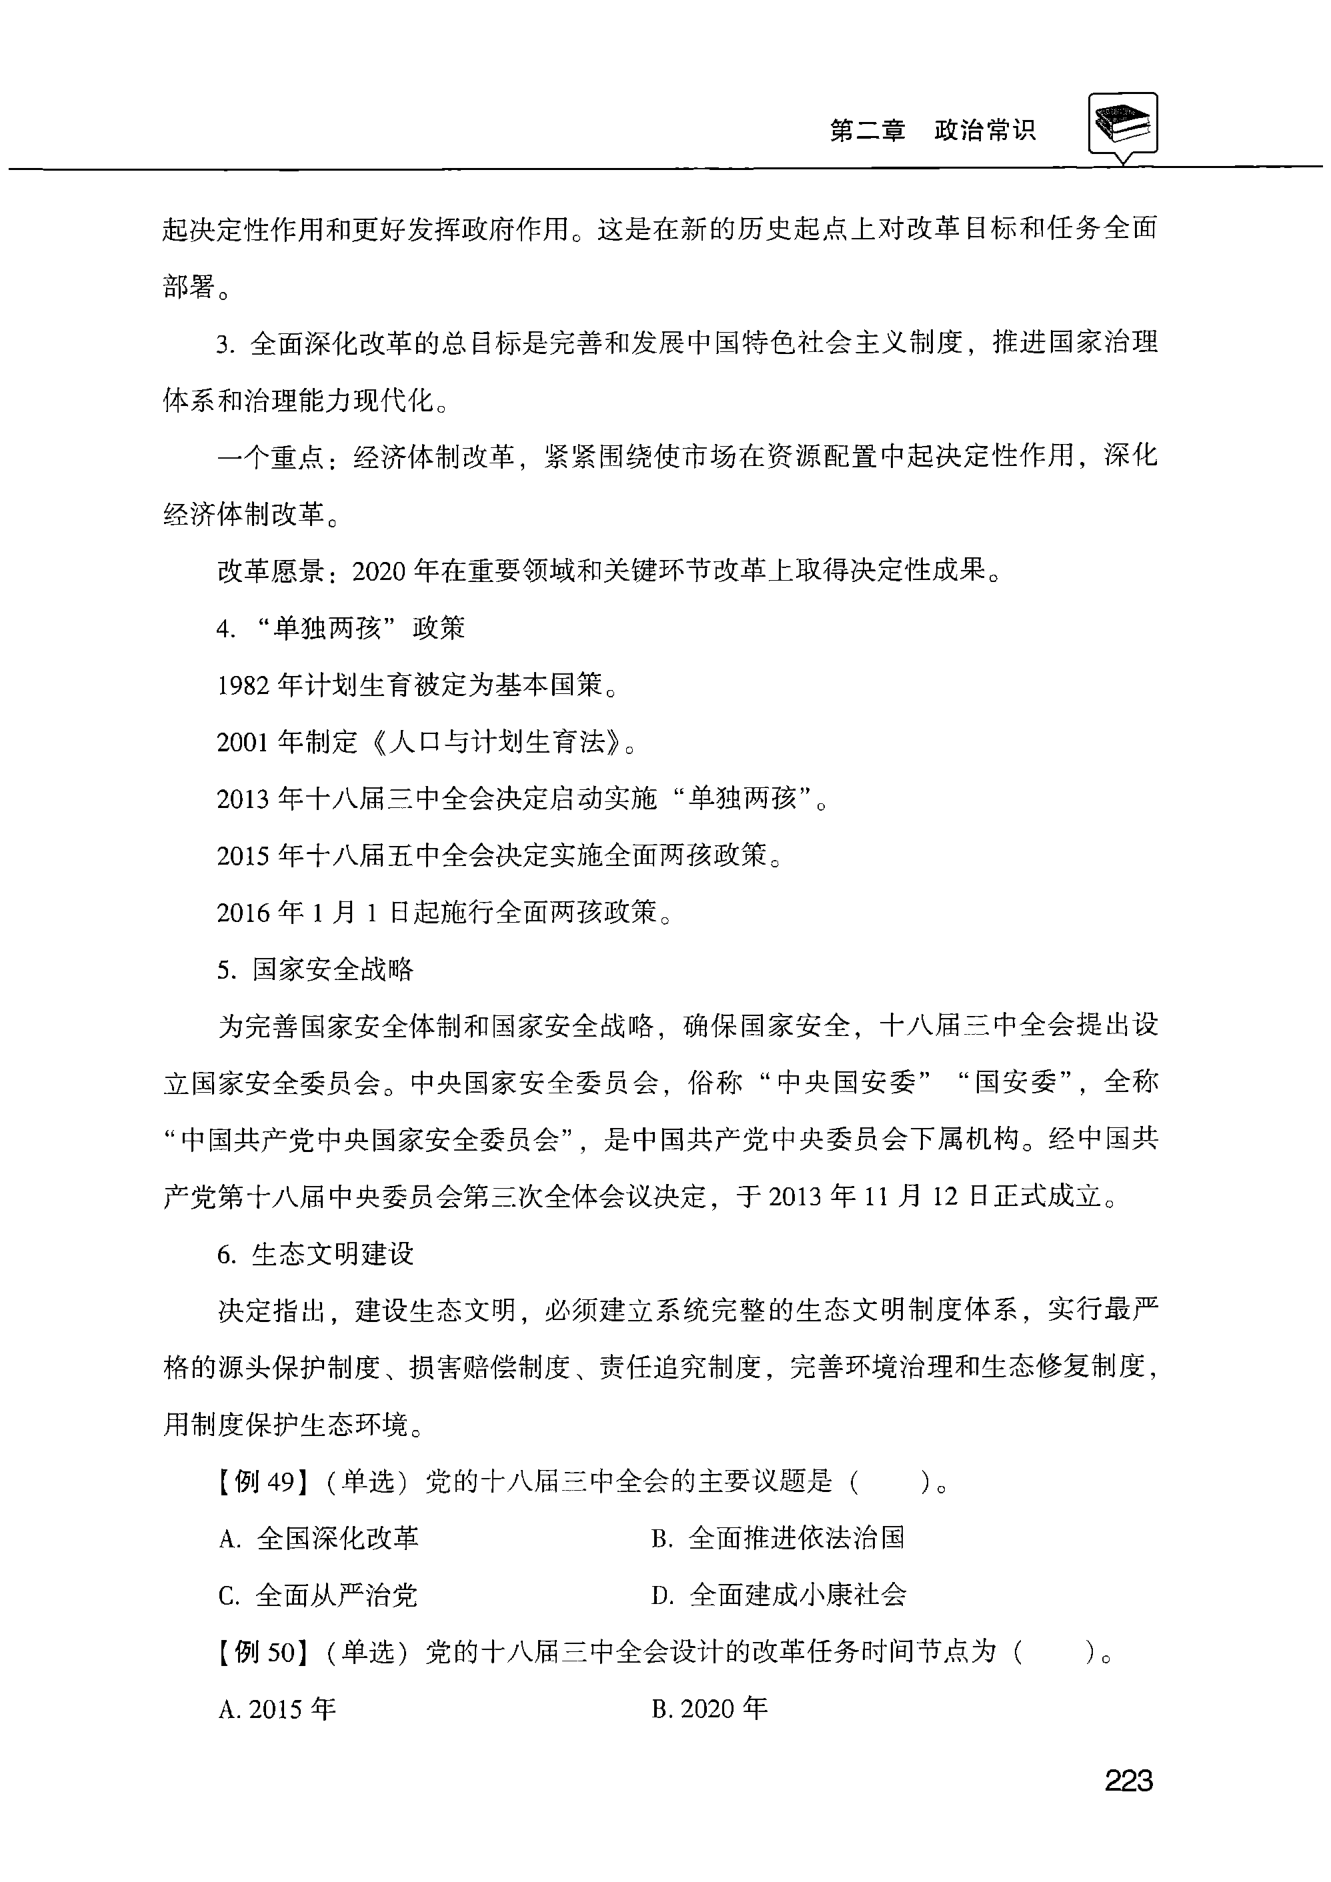 第二章 政治常识
起决定性作用和更好发挥政府作用。这是在新的历史起点上对改革目标和任务全面
部署。
3. 全面深化改革的总目标是完善和发展中国特色社会主义制度，推进国家治理
体系和治理能力现代化。
一个重点：经济体制改革，紧紧围绕使市场在资源配置中起决定性作用，深化
经济体制改革。
改革愿景：2020 年在重要领域和关键环节改革上取得决定性成果。
4. “单独两孩” 政策
1982 年计划生育被定为基本国策。
2001 年制定《人口与计划生育法》。
2013 年十八届三中全会决定启动实施 “单独两孩”。
2015 年十八届五中全会决定实施全面两孩政策。
2016 年 1 月 1 日起施行全面两孩政策。
5. 国家安全战略
为完善国家安全体制和国家安全战略，确保国家安全，十八届三中全会提出设
立国家安全委员会。中央国家安全委员会，俗称 “中央国安委” “国安委”，全称
“中国共产党中央国家安全委员会”，是中国共产党中央委员会下属机构。经中国共
产党第十八届中央委员会第三次全体会议决定，于 2013 年 11 月 12 日正式成立。
6. 生态文明建设
决定指出，建设生态文明，必须建立系统完整的生态文明制度体系，实行最严
格的源头保护制度、损害赔偿制度、责任追究制度，完善环境治理和生态修复制度，
用制度保护生态环境。
【例 49】（单选）党的十八届三中全会的主要议题是（　　）。
A. 全国深化改革 B. 全面推进依法治国
C. 全面从严治党 D. 全面建成小康社会
【例 50】（单选）党的十八届三中全会设计的改革任务时间节点为（　　）。
A. 2015 年 B. 2020 年
223